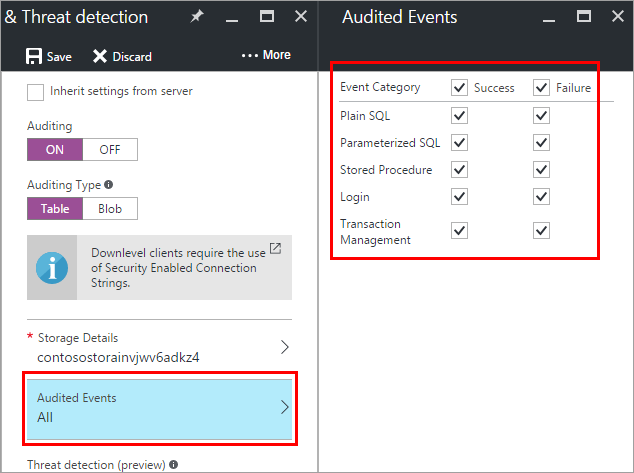 & Threat detection
Save
Discard
··· More
Inherit settings from server
Auditing
ON
OFF
Auditing Type
Table
Blob
Downlevel clients require the use
of Security Enabled Connection
Strings.
* Storage Details
contosostorainvjwv6adkz4
Audited Events
All
Threat detection (preview)
Audited Events
Event Category
Success
Failure
Plain SQL
Parameterized SQL
Stored Procedure
Login
Transaction
Management